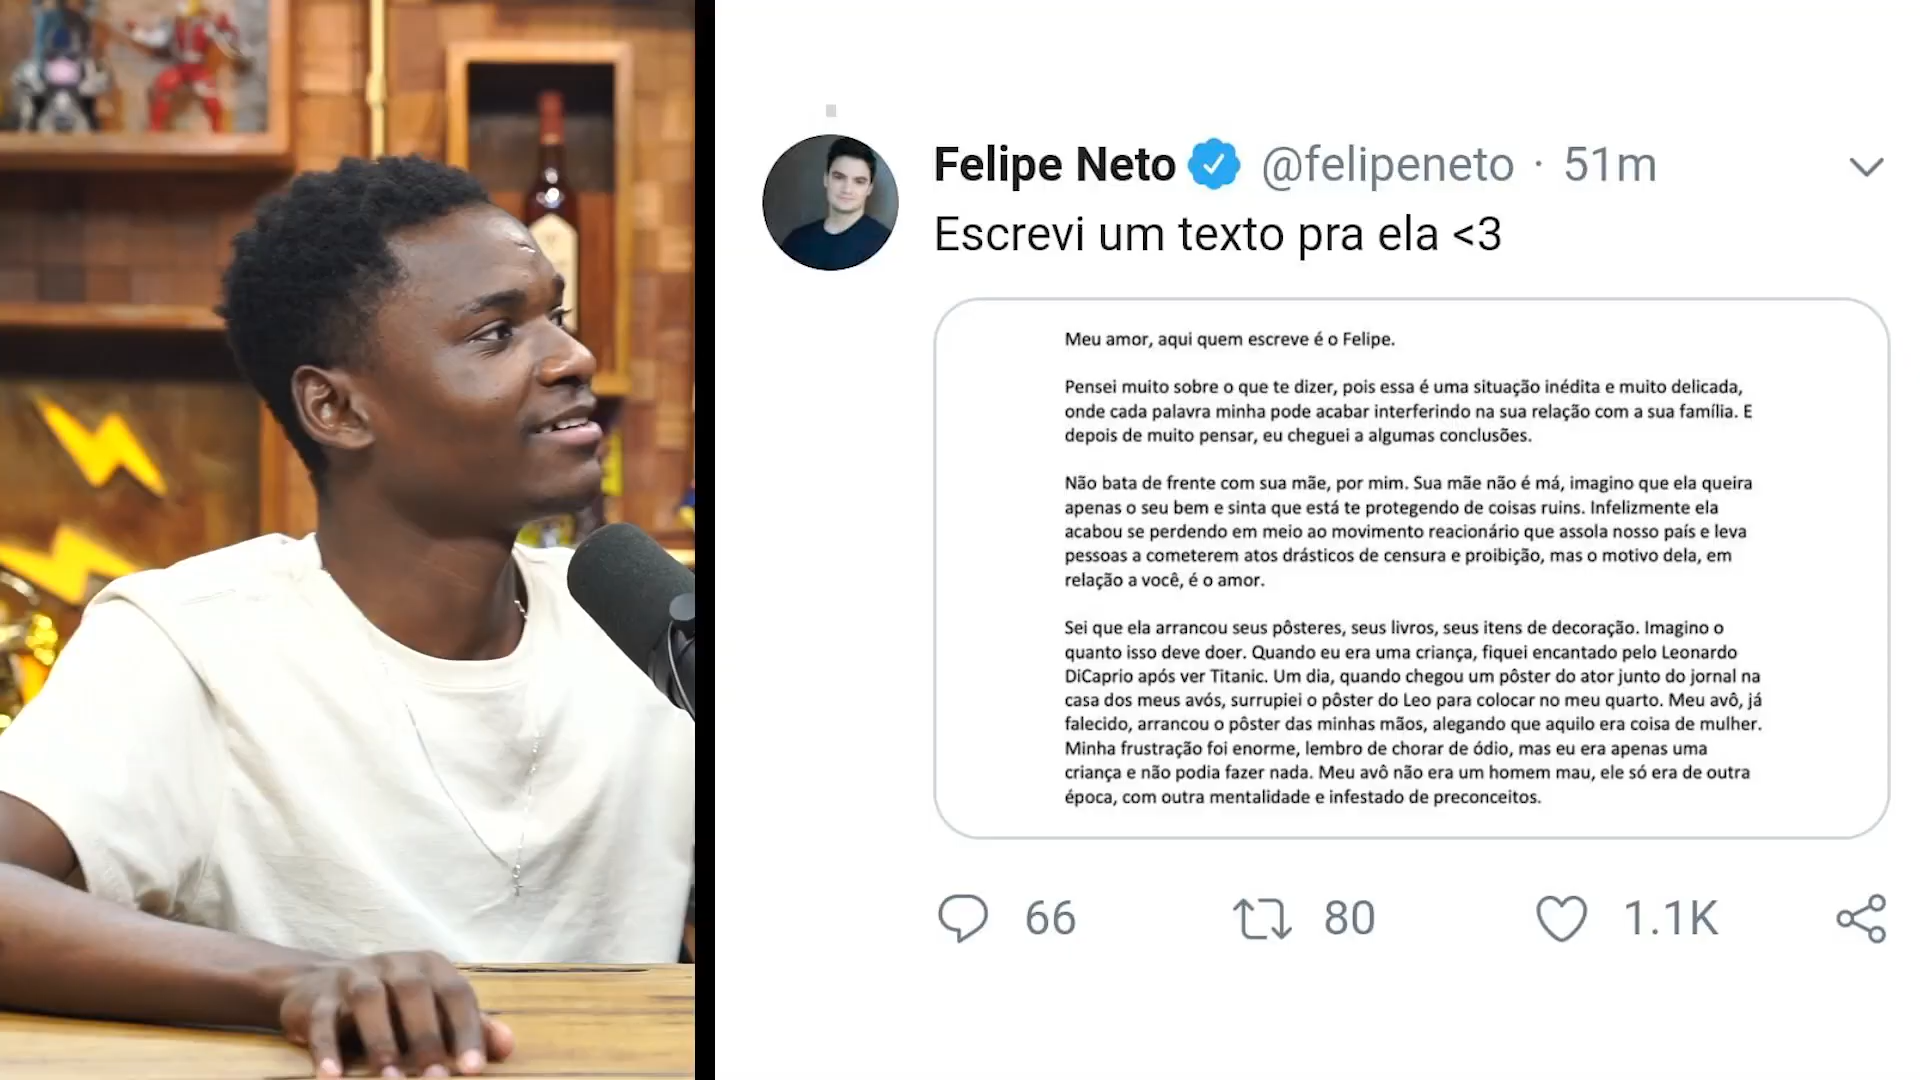 Felipe Neto @felipeneto · 51m
Escrevi um texto pra ela <3
Meu amor, aqui quem escreve é o Felipe.
Pensei muito sobre o que te dizer, pois essa é uma situação inédita e muito delicada,
onde cada palavra minha pode acabar interferindo na sua relação com a sua família. E
depois de muito pensar, eu cheguei a algumas conclusões.
Não bata de frente com sua mãe, por mim. Sua mãe não é má, imagino que ela queira
apenas o seu bem e sinta que está te protegendo de coisas ruins. Infelizmente ela
acabou se perdendo em meio ao movimento reacionário que assola nosso país e leva
pessoas a cometerem atos drásticos de censura e proibição, mas o motivo dela, em
relação a você, é o amor.
Sei que ela arrancou seus pôsteres, seus livros, seus itens de decoração. Imagino o
quanto isso deve doer. Quando eu era uma criança, fiquei encantado pelo Leonardo
DiCaprio após ver Titanic. Um dia, quando chegou um pôster do ator junto do jornal na
casa dos meus avós, surrupiei o pôster do Leo para colocar no meu quarto. Meu avô, já
falecido, arrancou o pôster das minhas mãos, alegando que aquilo era coisa de mulher.
Minha frustração foi enorme, lembro de chorar de ódio, mas eu era apenas uma
criança e não podia fazer nada. Meu avô não era um homem mau, ele só era de outra
época, com outra mentalidade e infestado de preconceitos.
66 80 1.1K